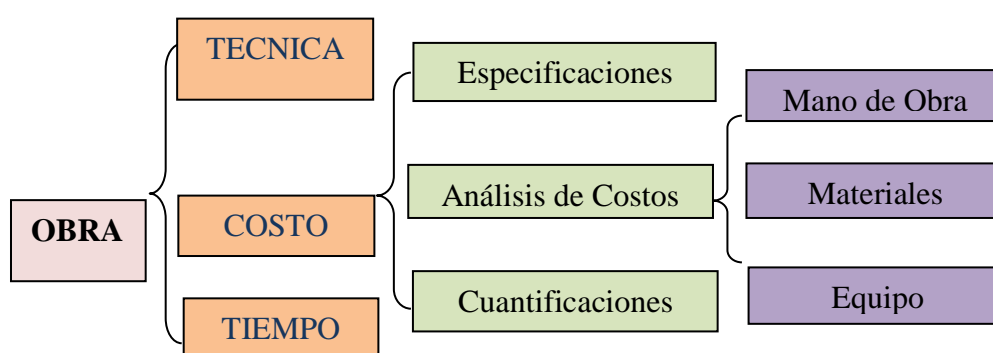 OBRA
TECNICA
COSTO
TIEMPO
Especificaciones
Análisis de Costos
Cuantificaciones
Mano de Obra
Materiales
Equipo